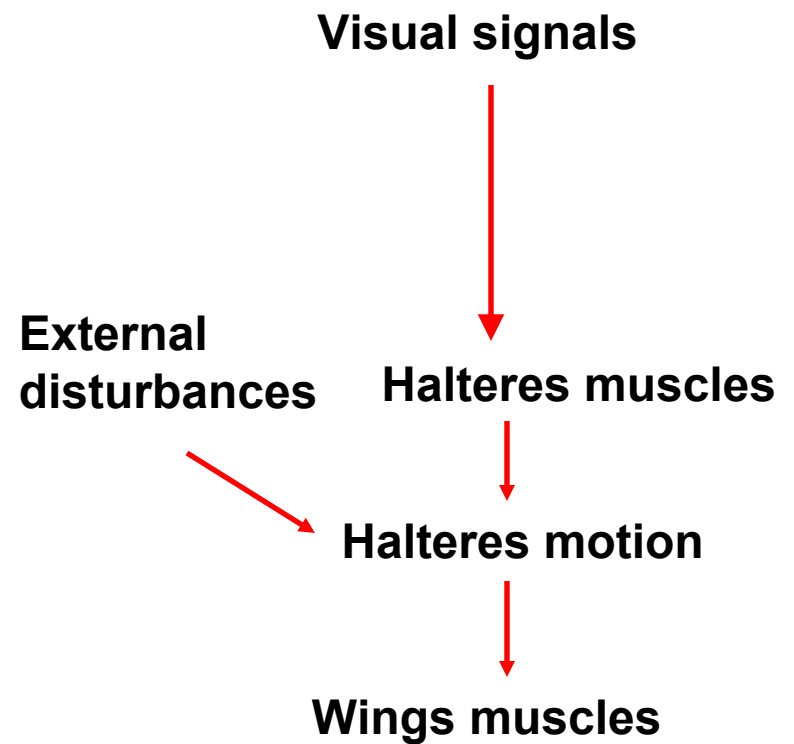 Visual signals
External
disturbances
Halteres muscles
Halteres motion
Wings muscles